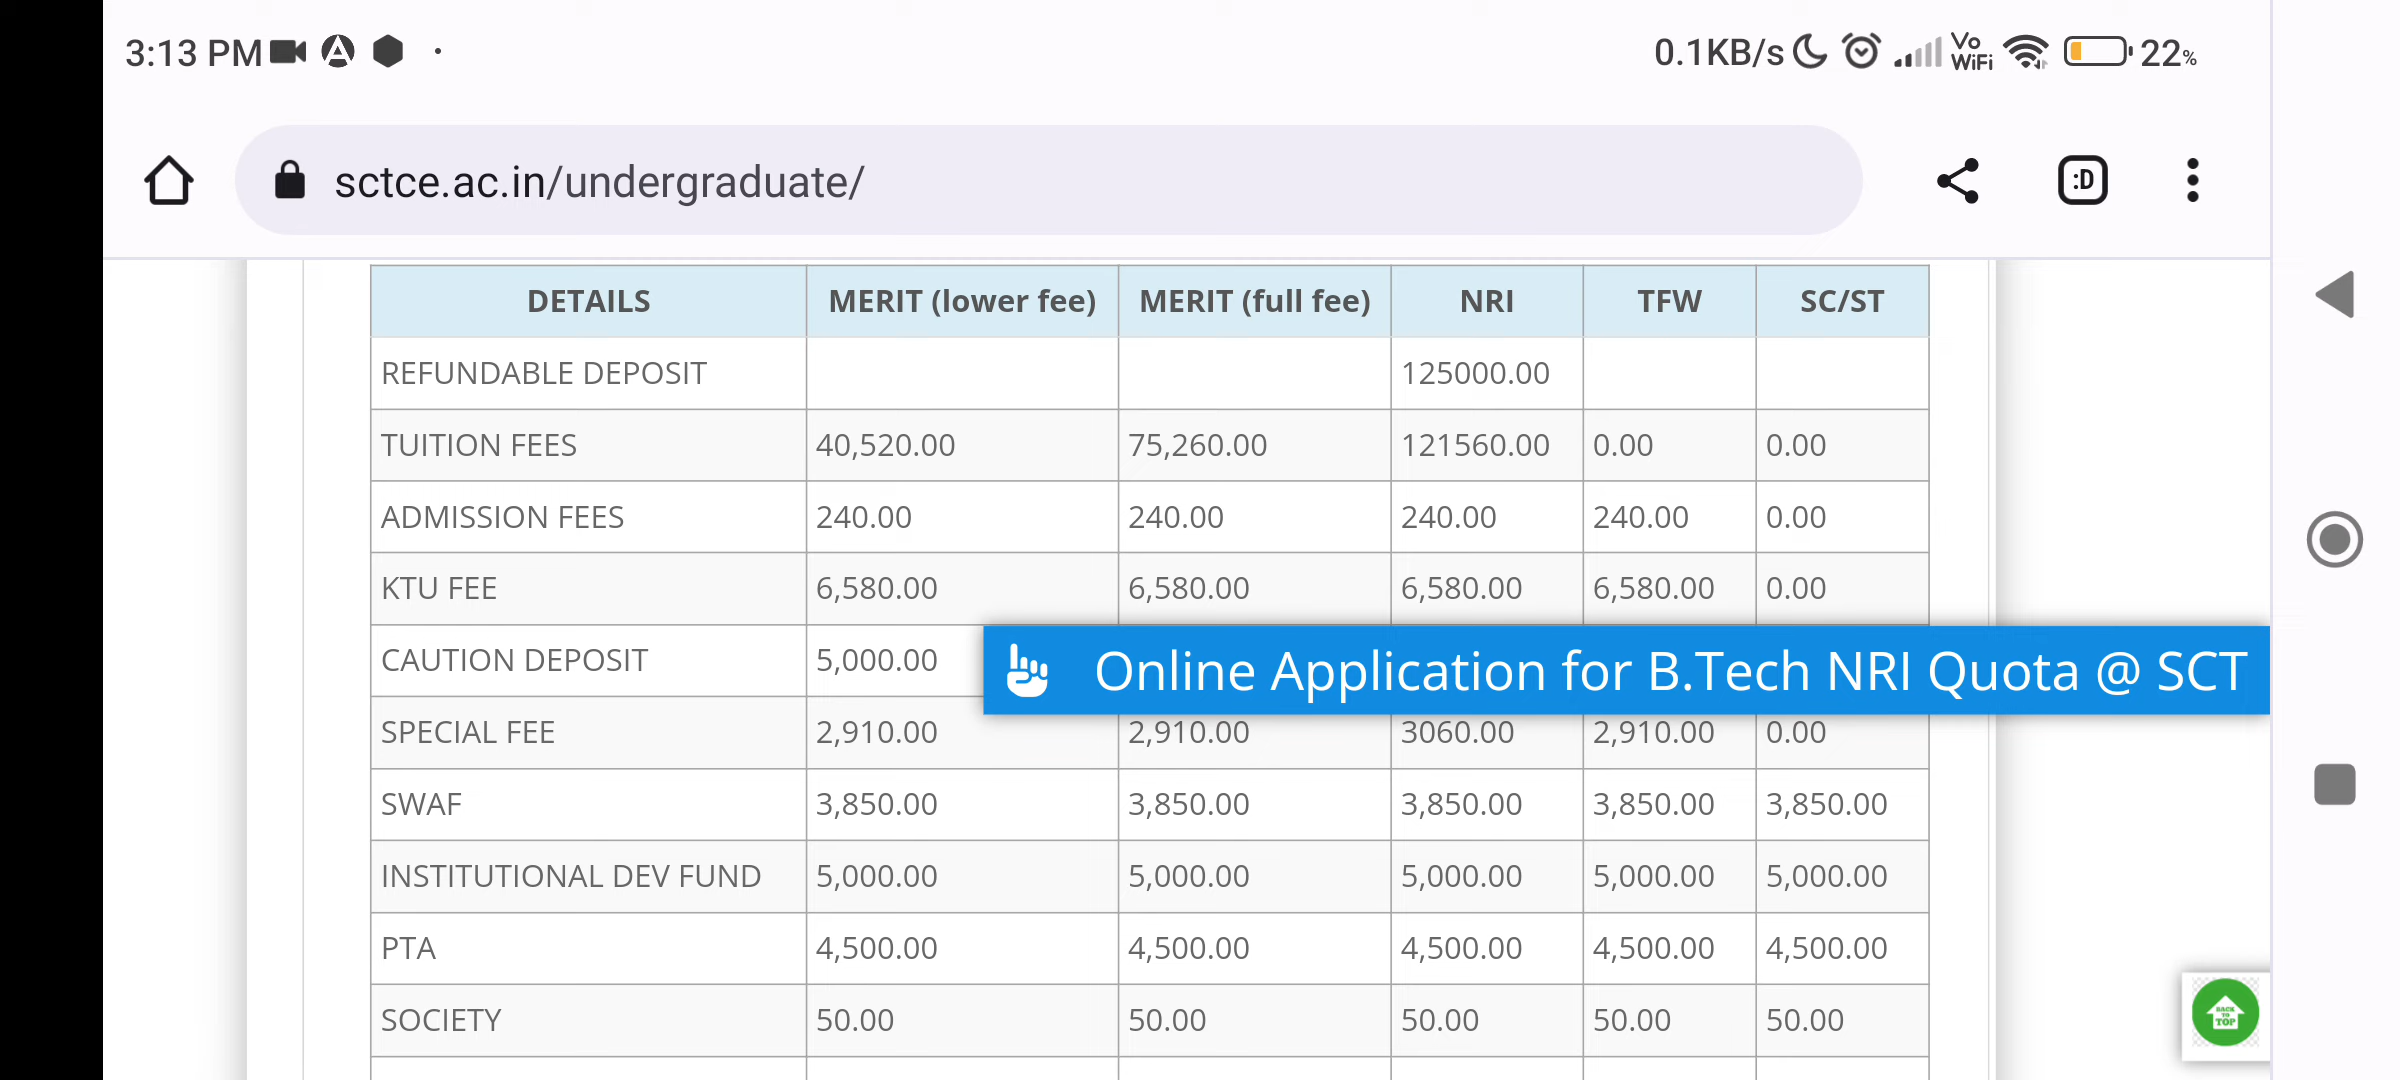 3:13 PM 0.1KB/s Vo WiFi 22%
sctce.ac.in/undergraduate/ :D
DETAILS MERIT (lower fee) MERIT (full fee) NRI TFW SC/ST
REFUNDABLE DEPOSIT 125000.00
TUITION FEES 40,520.00 75,260.00 121560.00 0.00 0.00
ADMISSION FEES 240.00 240.00 240.00 240.00 0.00
KTU FEE 6,580.00 6,580.00 6,580.00 6,580.00 0.00
CAUTION DEPOSIT 5,000.00 Online Application for B.Tech NRI Quota @ SCT
SPECIAL FEE 2,910.00 2,910.00 3060.00 2,910.00 0.00
SWAF 3,850.00 3,850.00 3,850.00 3,850.00 3,850.00
INSTITUTIONAL DEV FUND 5,000.00 5,000.00 5,000.00 5,000.00 5,000.00
PTA 4,500.00 4,500.00 4,500.00 4,500.00 4,500.00
SOCIETY 50.00 50.00 50.00 50.00 50.00
BACK TO TOP